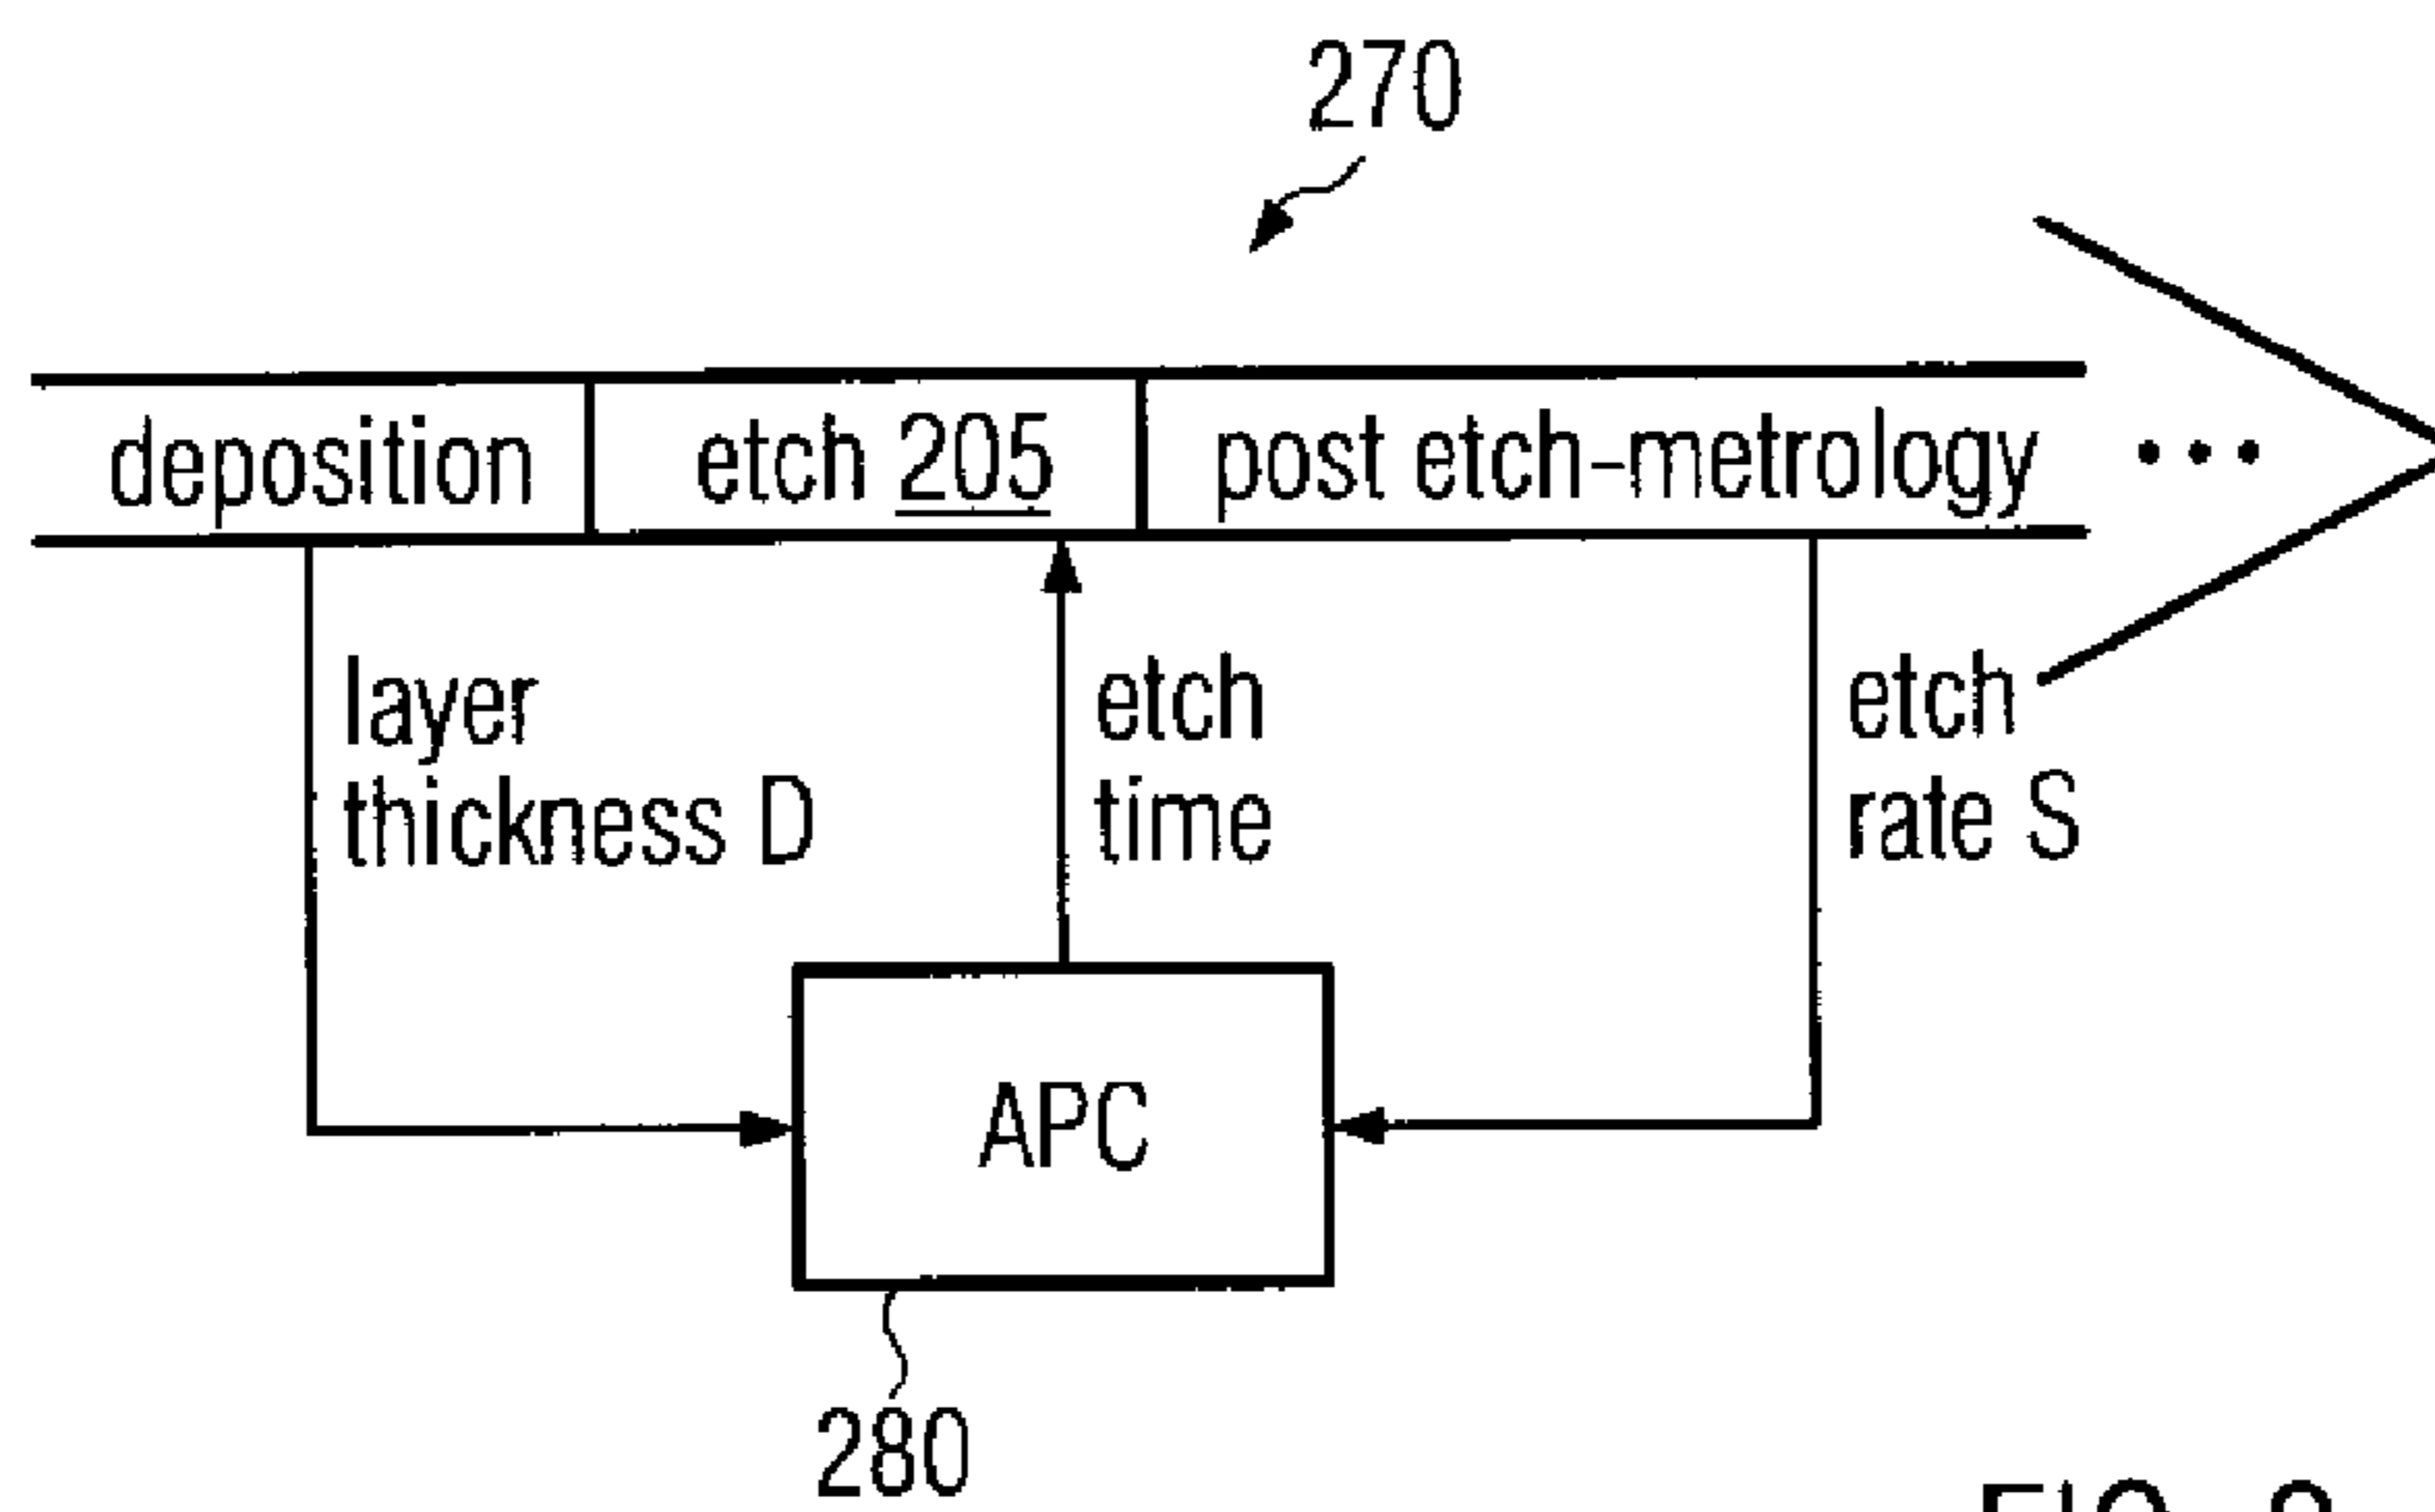 270
deposition
etch 205
post etch-metrology
...
layer
thickness D
etch
time
etch
rate S
APC
280